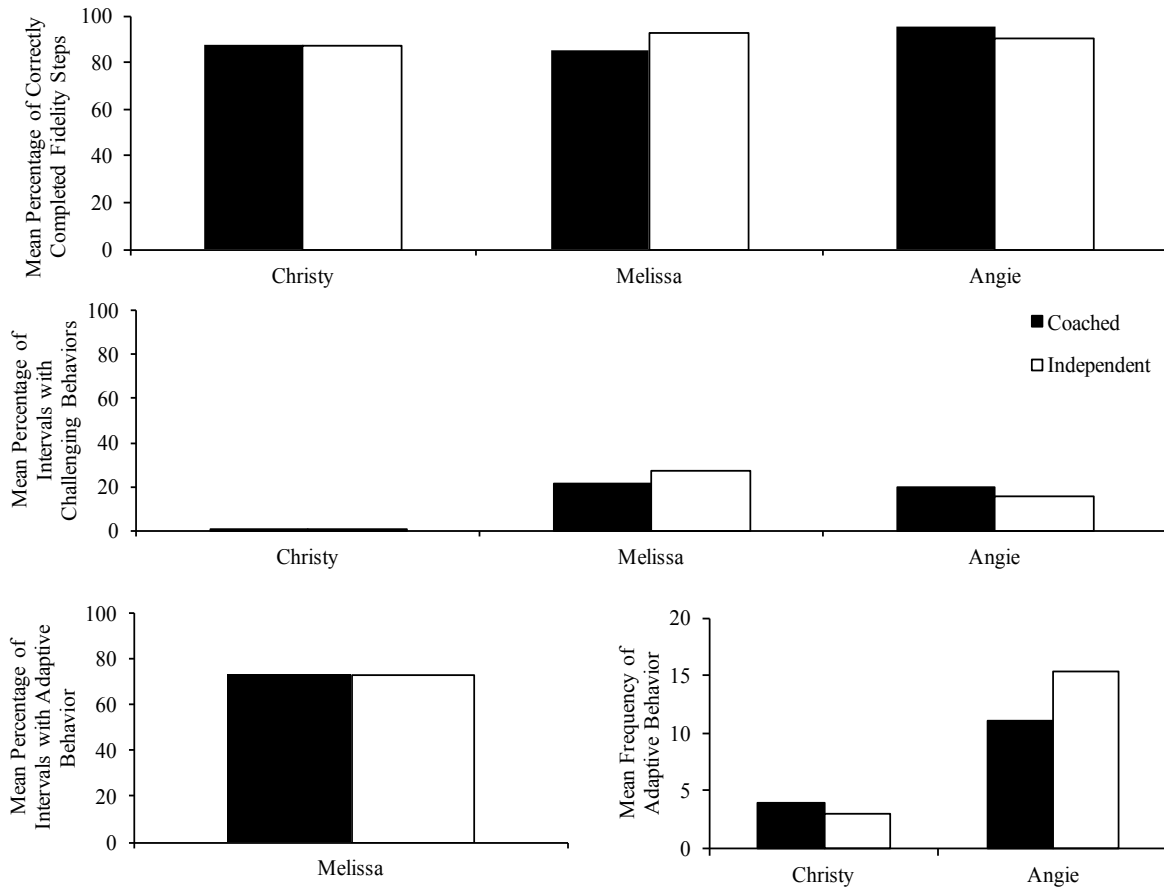 Mean Percentage of Correctly
Completed Fidelity Steps
100
80
60
40
20
0
Christy Melissa Angie
Mean Percentage of
Intervals with
Challenging Behaviors
100
80
60
40
20
0
Coached
Independent
Christy Melissa Angie
Mean Percentage of
Intervals with Adaptive
Behavior
100
80
60
40
20
0
Melissa
Mean Frequency of
Adaptive Behavior
20
15
10
5
0
Christy Angie